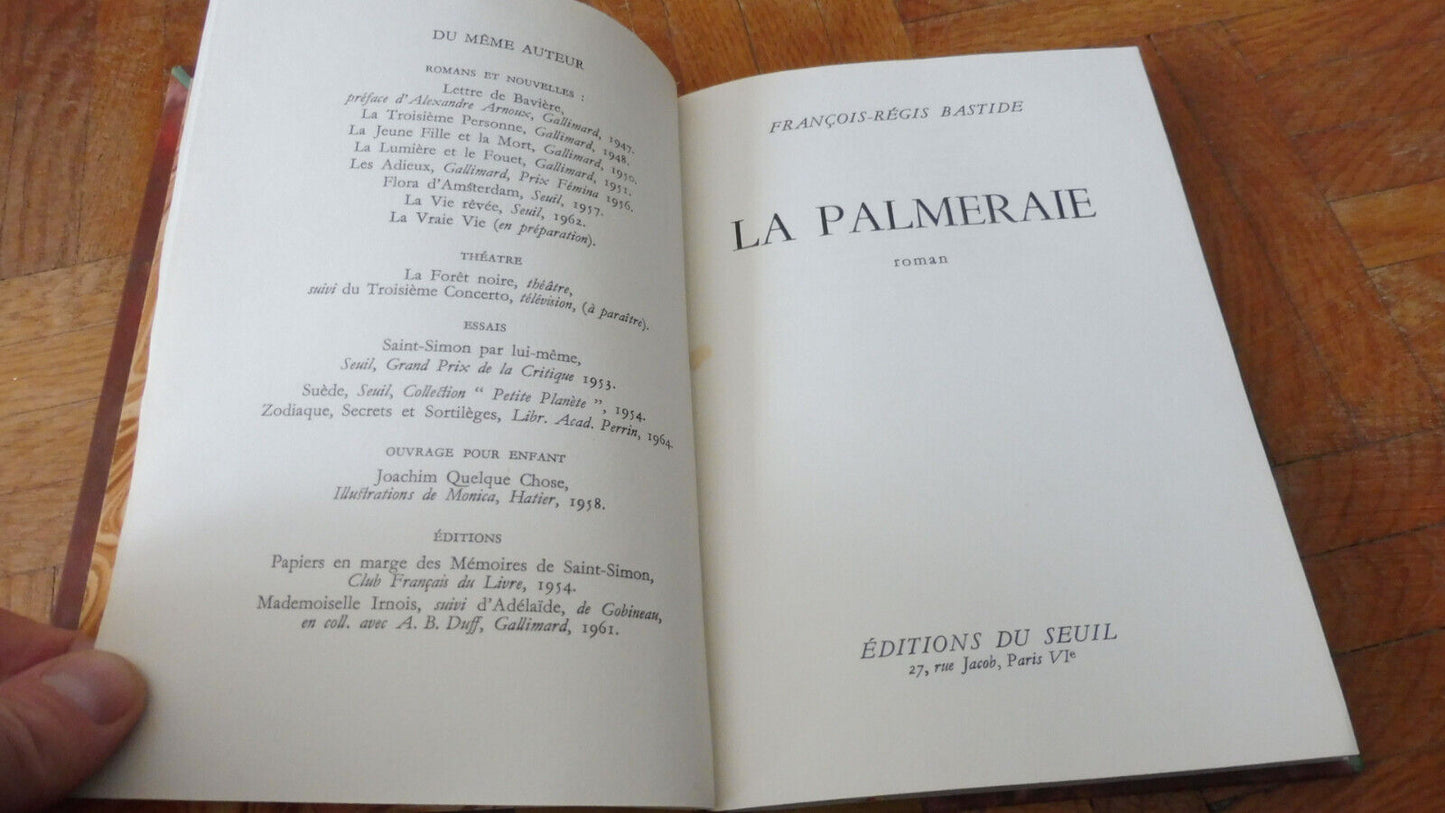 DU MÊME AUTEUR
ROMANS ET NOUVELLES :
Lettre de Bavière,
préface d'Alexandre Arnoux, Gallimard, 1947.
La Troisième Personne, Gallimard, 1948.
La Jeune Fille et la Mort, Gallimard, 1950.
La Lumière et le Fouet, Gallimard, 1951.
Les Adieux, Gallimard, Prix Fémina 1956.
Flora d'Amsterdam, Seuil, 1957.
La Vie rêvée, Seuil, 1962.
La Vraie Vie (en préparation).
THÉATRE
La Forêt noire, théâtre,
suivi du Troisième Concerto, télévision, (à paraître).
ESSAIS
Saint-Simon par lui-même,
Seuil, Grand Prix de la Critique 1953.
Suède, Seuil, Collection “ Petite Planète ”, 1954.
Zodiaque, Secrets et Sortilèges, Libr. Acad. Perrin, 1964.
OUVRAGE POUR ENFANT
Joachim Quelque Chose,
Illustrations de Monica, Hatier, 1958.
ÉDITIONS
Papiers en marge des Mémoires de Saint-Simon,
Club Français du Livre, 1954.
Mademoiselle Irnois, suivi d'Adélaïde, de Gobineau,
en coll. avec A. B. Duff, Gallimard, 1961.
FRANÇOIS-RÉGIS BASTIDE
LA PALMERAIE
roman
ÉDITIONS DU SEUIL
27, rue Jacob, Paris VIe